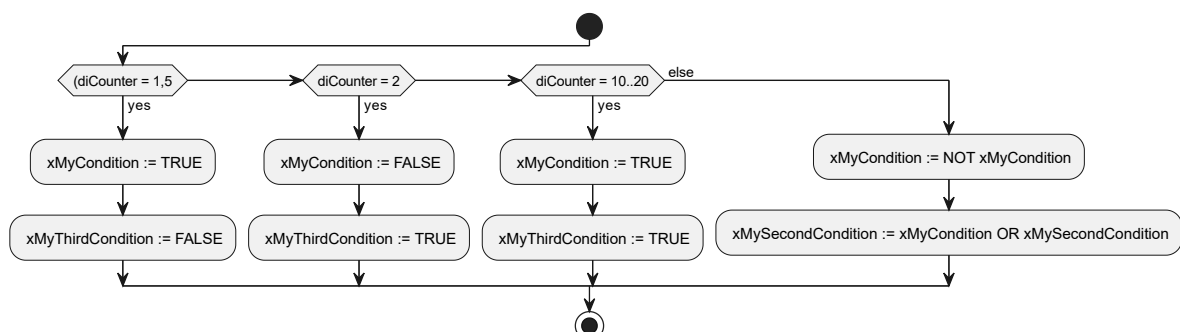 (diCounter = 1,5
yes
diCounter = 2
yes
diCounter = 10..20
yes
else
xMyCondition := TRUE
xMyCondition := FALSE
xMyCondition := TRUE
xMyCondition := NOT xMyCondition
xMyThirdCondition := FALSE
xMyThirdCondition := TRUE
xMyThirdCondition := TRUE
xMySecondCondition := xMyCondition OR xMySecondCondition